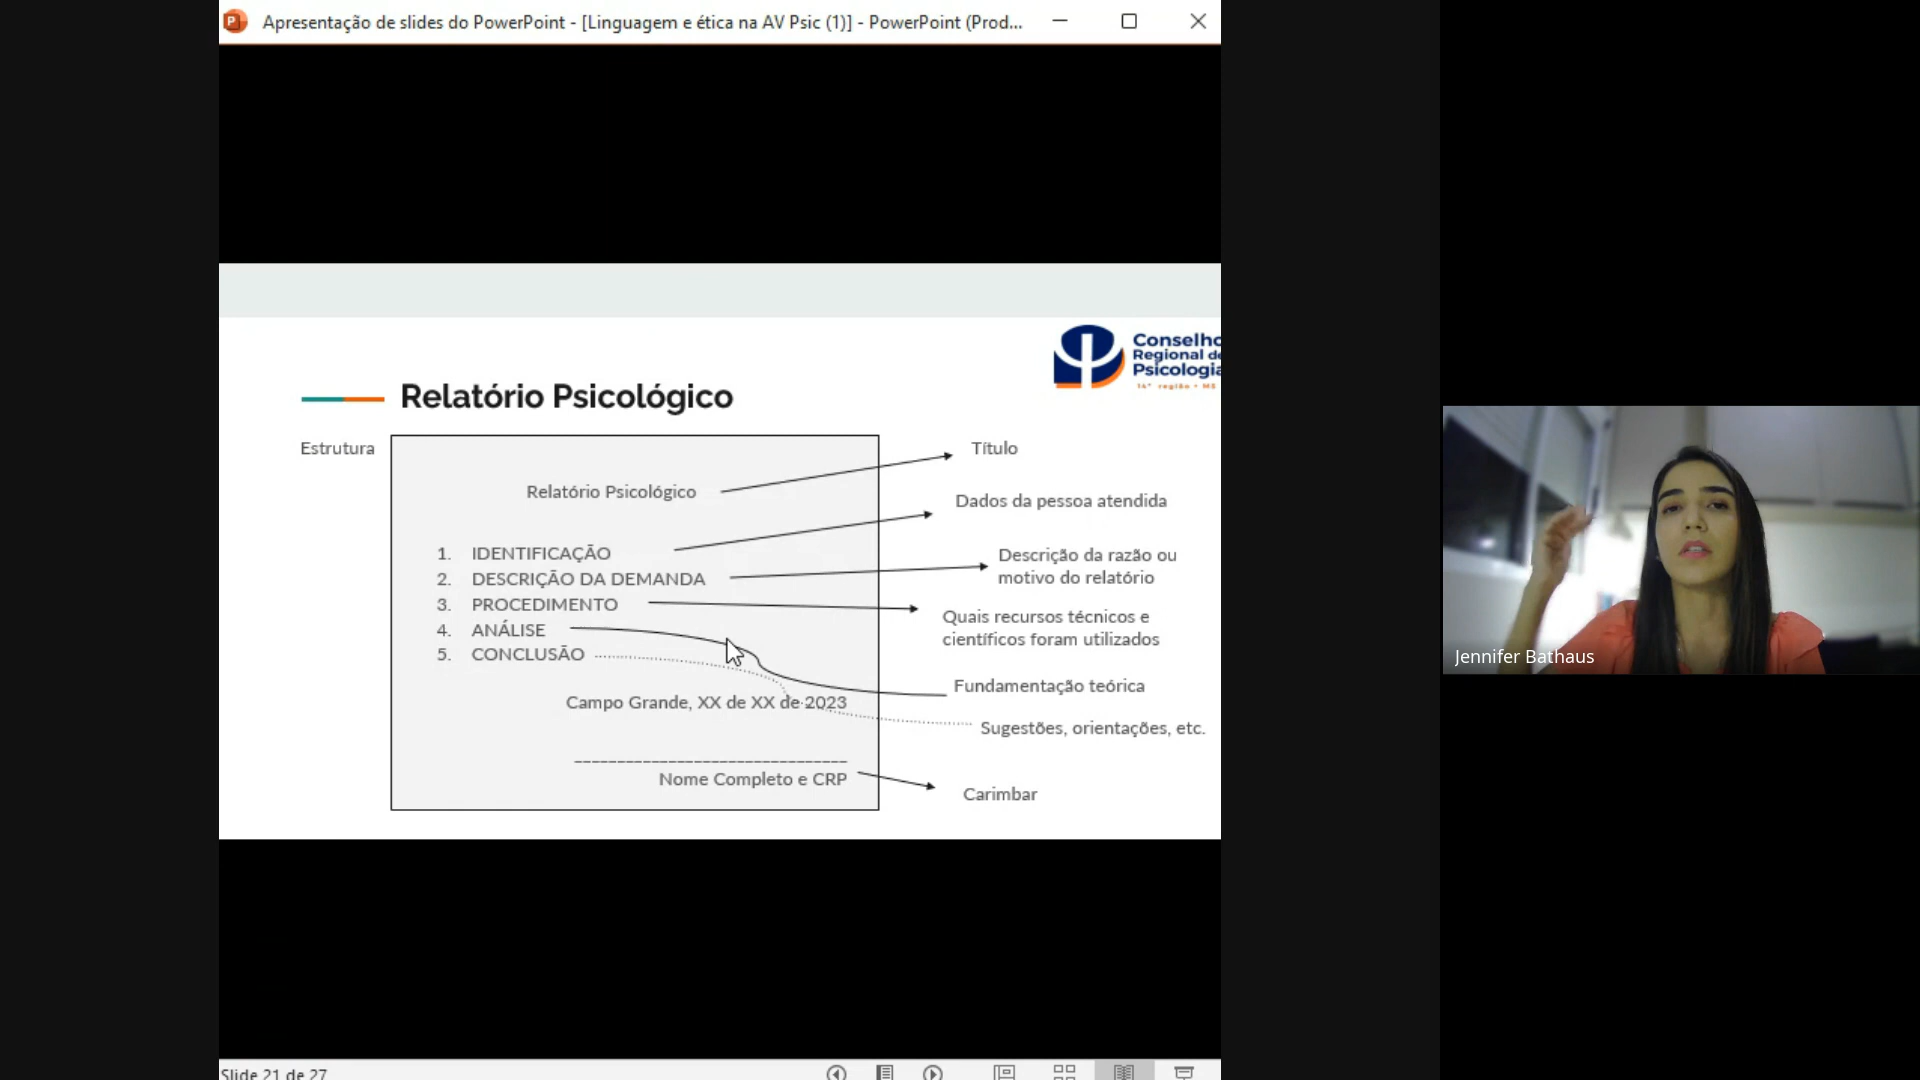 Apresentação de slides do PowerPoint - [Linguagem e ética na AV Psic (1)] - PowerPoint (Prod...
Conselho
Regional de
Psicologia
14ª região • MS
Relatório Psicológico
Estrutura
Relatório Psicológico
1. IDENTIFICAÇÃO
2. DESCRIÇÃO DA DEMANDA
3. PROCEDIMENTO
4. ANÁLISE
5. CONCLUSÃO
Campo Grande, XX de XX de 2023
Nome Completo e CRP
Título
Dados da pessoa atendida
Descrição da razão ou
motivo do relatório
Quais recursos técnicos e
científicos foram utilizados
Fundamentação teórica
Sugestões, orientações, etc.
Carimbar
Jennifer Bathaus
Slide 21 de 27